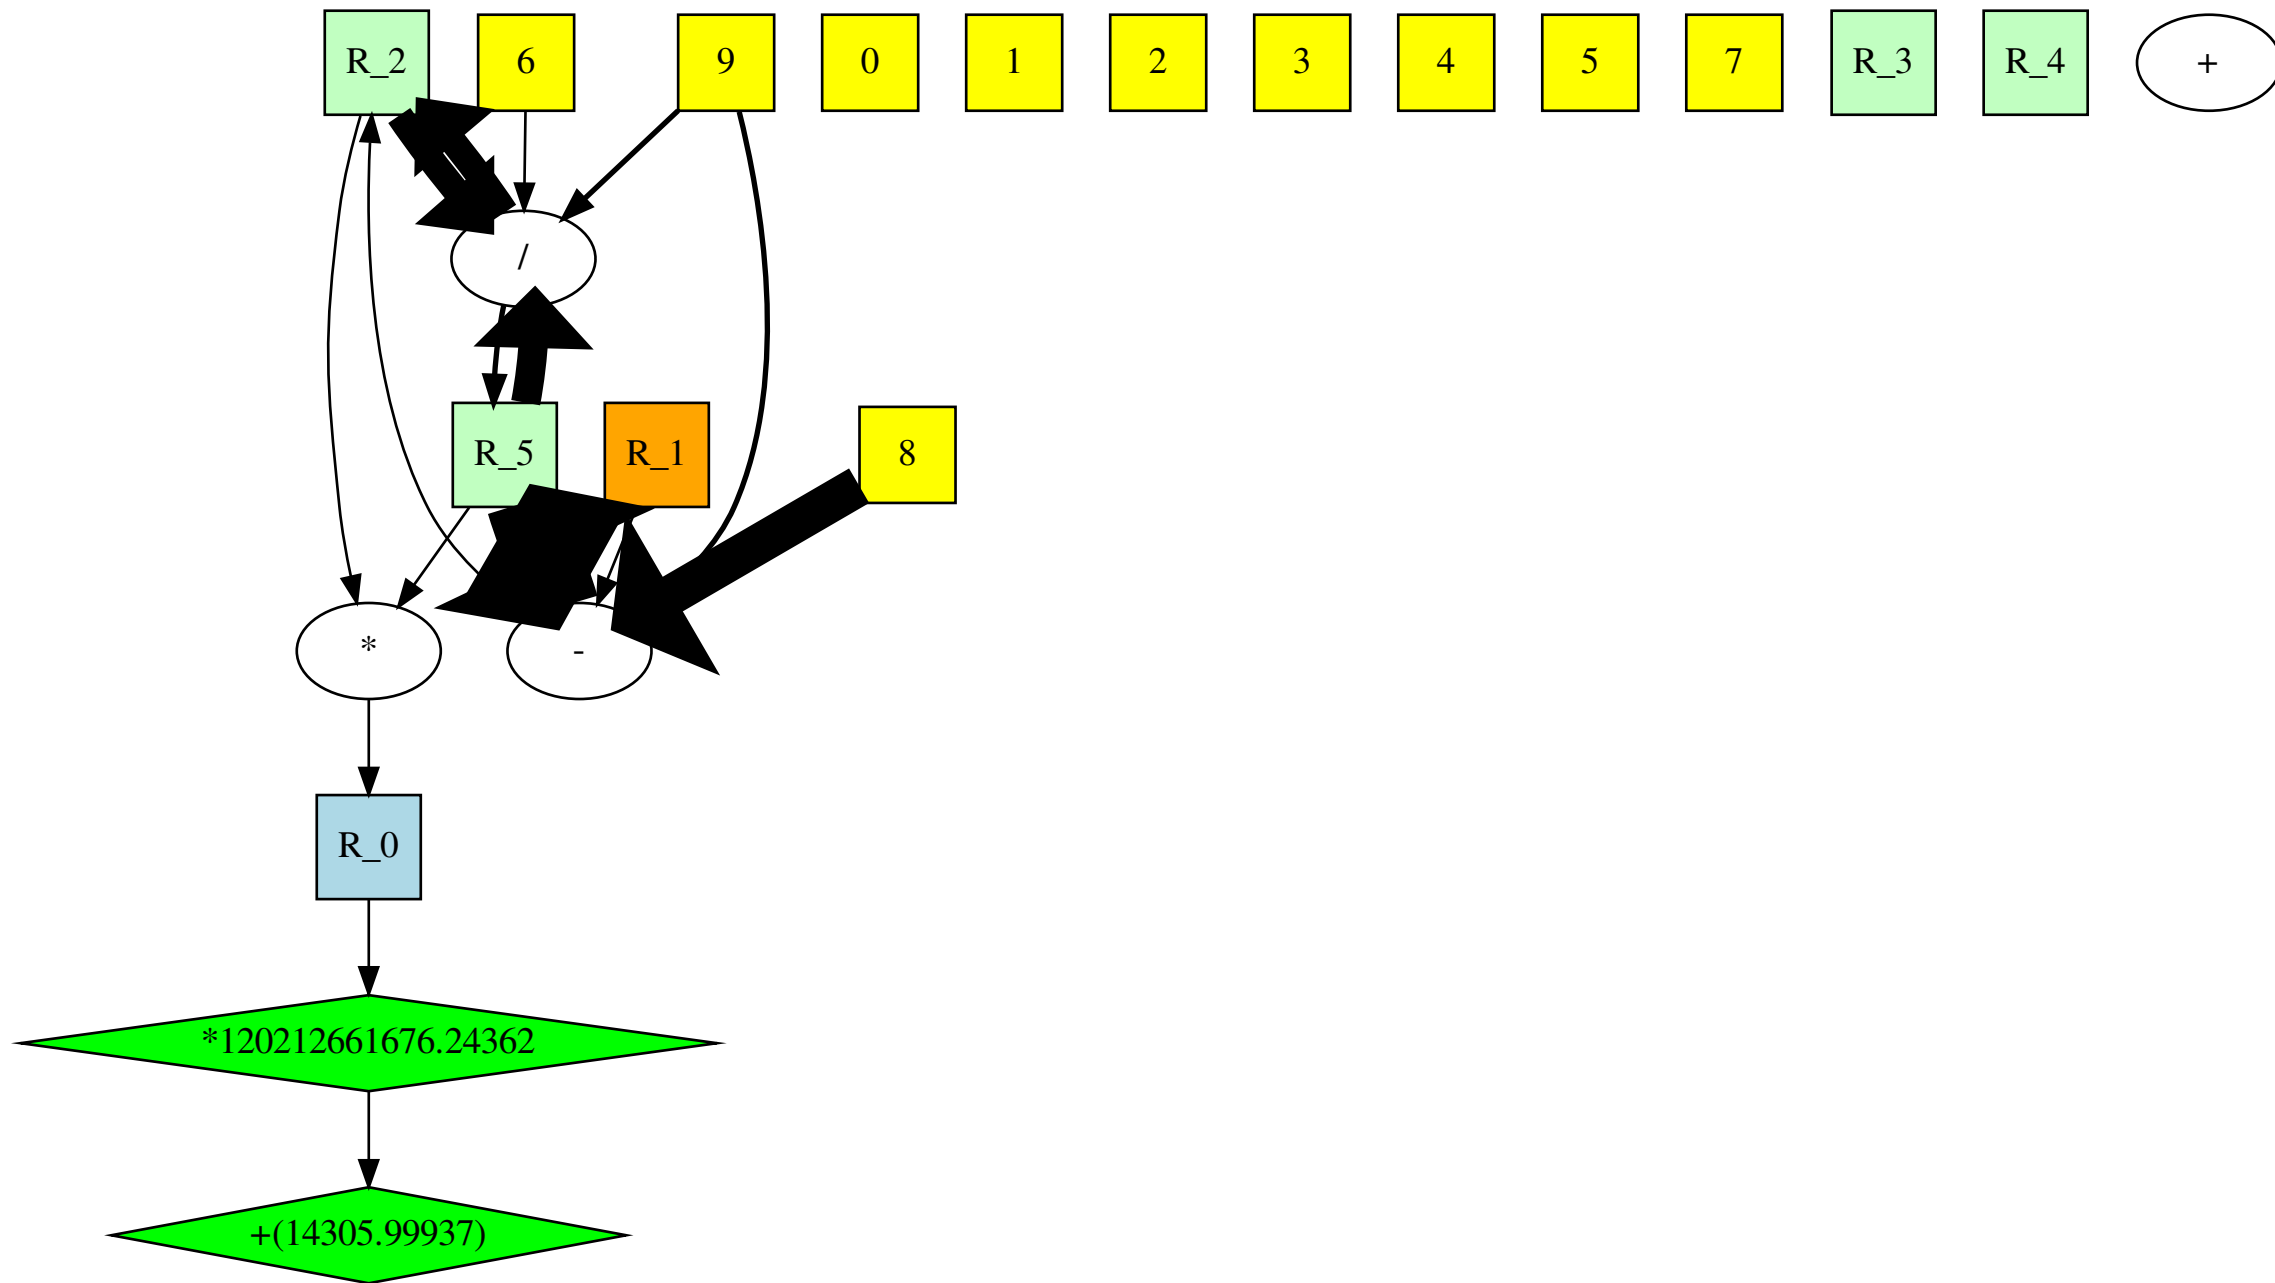 R_2 6 9 0 1 2 3 4 5 7 R_3 R_4 +
/
R_5 R_1 8
* -
R_0
*120212661676.24362
+(14305.99937)